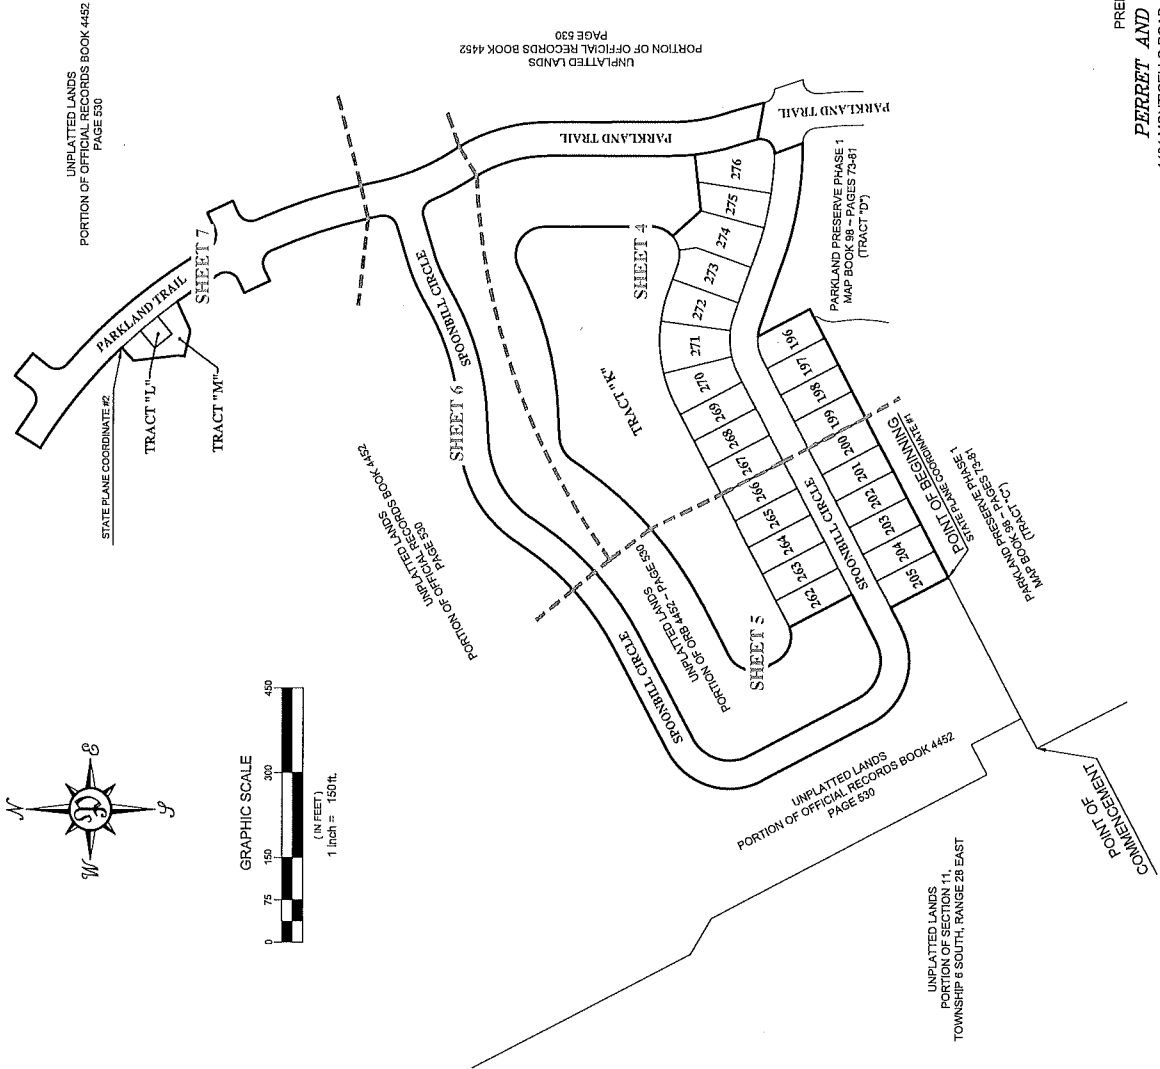 UNPLATTED LANDS
PORTION OF OFFICIAL RECORDS BOOK 4452
PAGE 530
UNPLATTED LANDS
PORTION OF OFFICIAL RECORDS BOOK 4452
PAGE 530
PERRET AND
STATE PLANE COORDINATE #2
PARKLAND TRAIL
SHEET 7
TRACT "L"
TRACT "M"
PARKLAND TRAIL
PARKLAND TRAIL
PARKLAND PRESERVE PHASE 1
MAP BOOK 98 ~ PAGES 73-81
(TRACT "D")
SPOONBILL CIRCLE
SHEET 6
SHEET 4
TRACT "K"
276
275
274
273
272
271
270
269
268
267
266
265
264
263
262
196
197
198
199
200
201
202
203
204
205
SPOONBILL CIRCLE
UNPLATTED LANDS
PORTION OF OFFICIAL RECORDS BOOK 4452
PAGE 530
UNPLATTED LANDS
PORTION OF ORB 4452 ~ PAGE 530
SPOONBILL CIRCLE
SPOONBILL CIRCLE
SHEET 5
POINT OF BEGINNING
STATE PLANE COORDINATE #1
PARKLAND PRESERVE PHASE 1
MAP BOOK 98 ~ PAGES 73-81
(TRACT "C")
N
E
S
W
GRAPHIC SCALE
0
75
150
300
450
( IN FEET )
1 inch = 150 ft.
UNPLATTED LANDS
PORTION OF OFFICIAL RECORDS BOOK 4452
PAGE 530
POINT OF
COMMENCEMENT
UNPLATTED LANDS
PORTION OF SECTION 11,
TOWNSHIP 6 SOUTH, RANGE 28 EAST